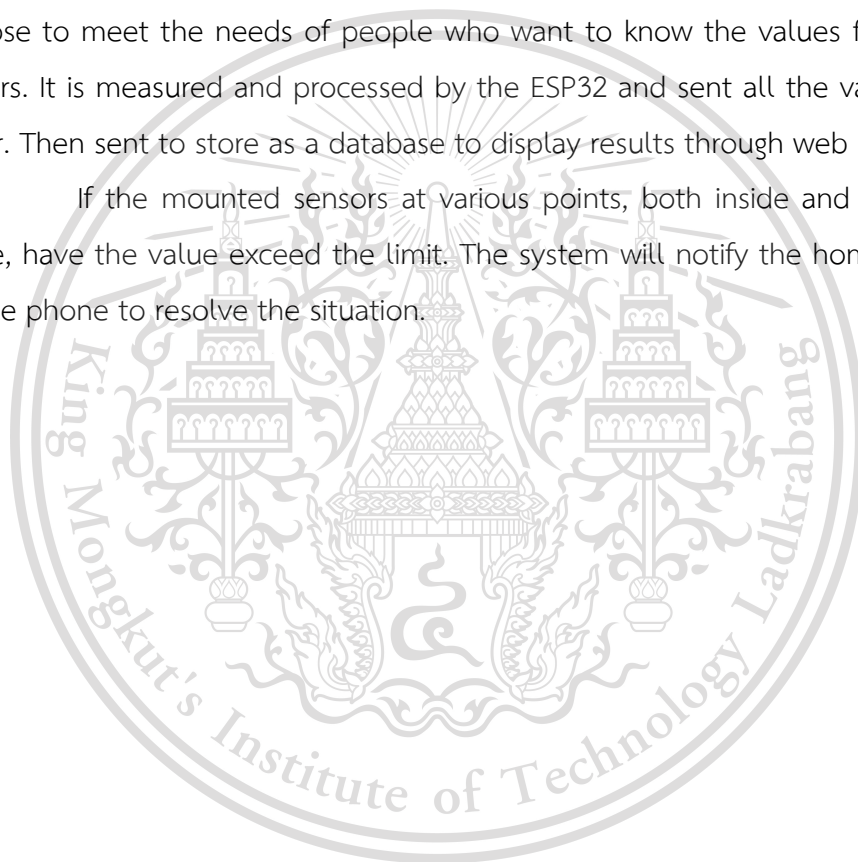 ose to meet the needs of people who want to know the values f
rs. It is measured and processed by the ESP32 and sent all the va
r. Then sent to store as a database to display results through web
If the mounted sensors at various points, both inside and
e, have the value exceed the limit. The system will notify the hom
e phone to resolve the situation.
King Mongkut's Institute of Technology Ladkrabang